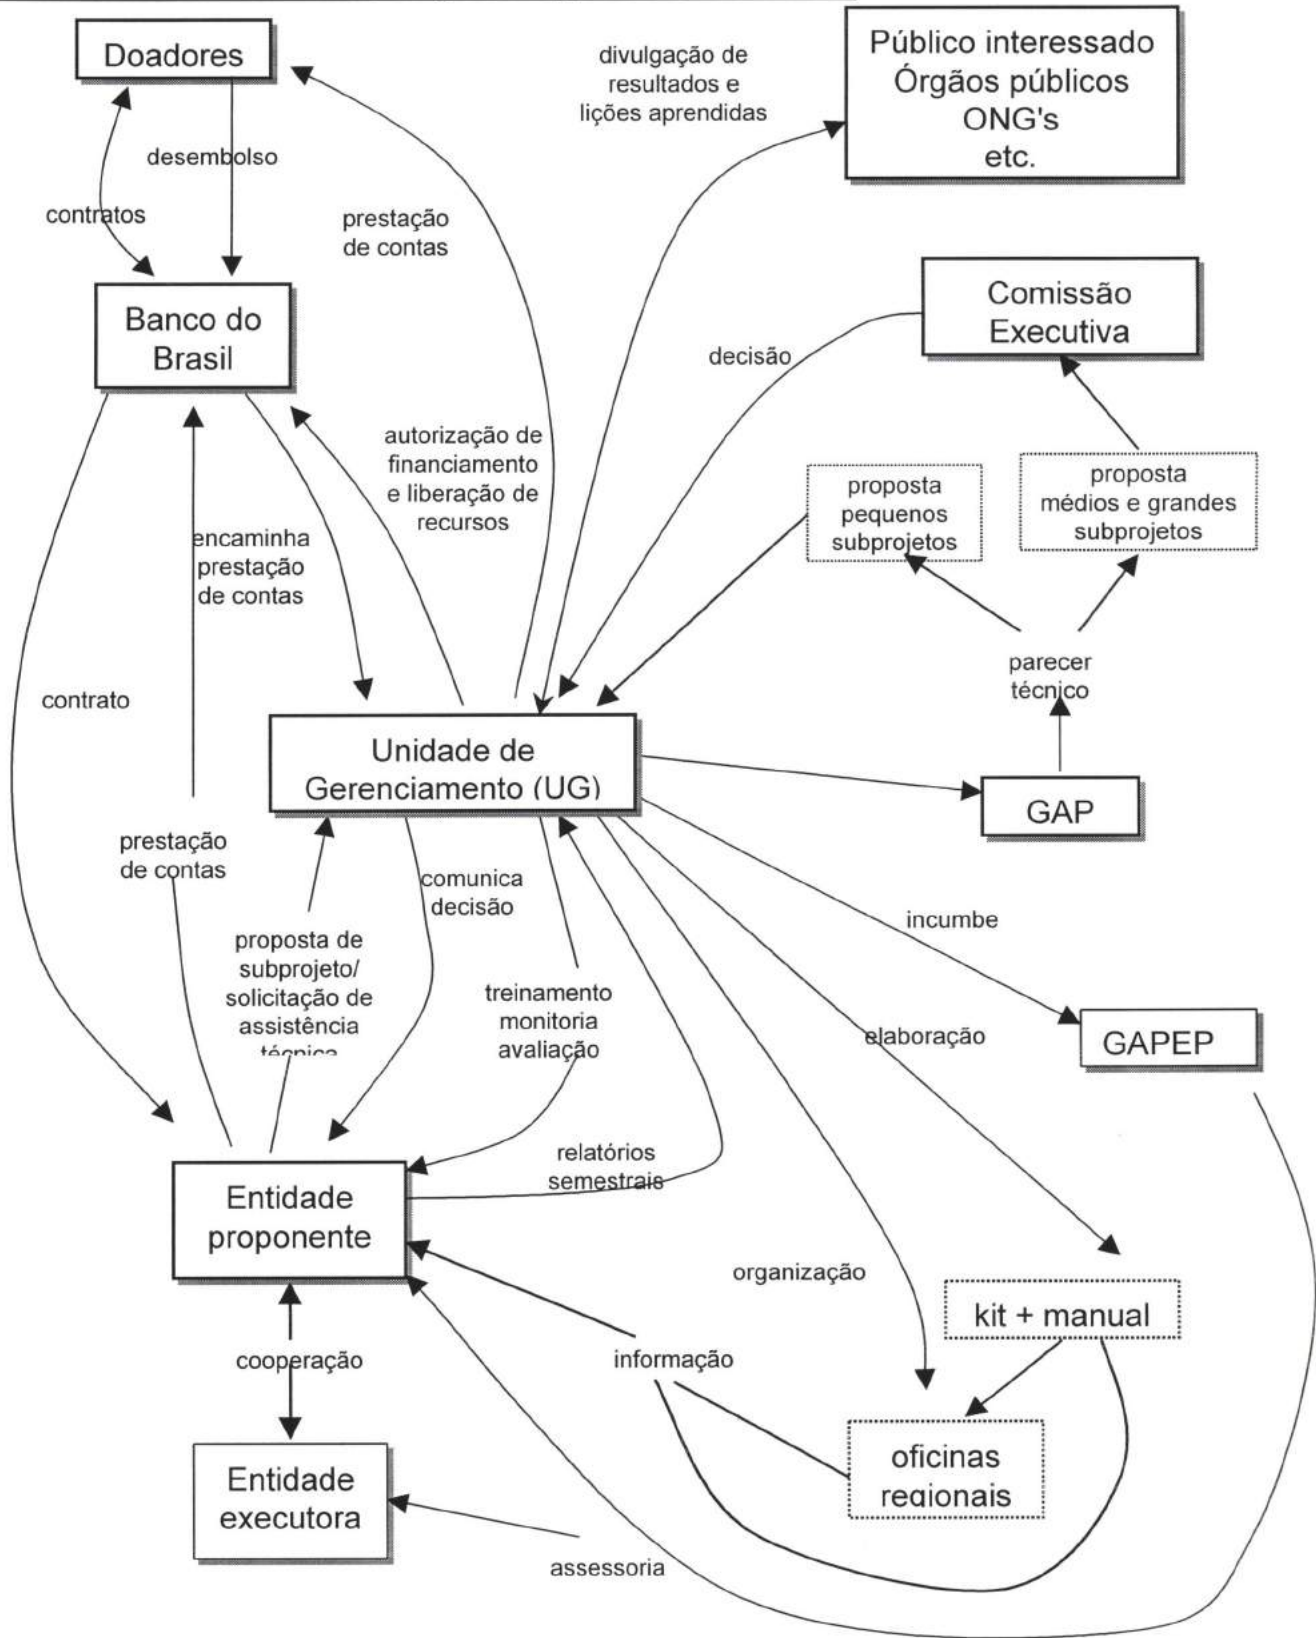 Doadores
divulgação de
resultados e
lições aprendidas
Público interessado
Órgãos públicos
ONG's
etc.
desembolso
contratos
prestação
de contas
Banco do
Brasil
Comissão
Executiva
decisão
autorização de
financiamento
e liberação de
recursos
proposta
pequenos
subprojetos
proposta
médios e grandes
subprojetos
encaminha
prestação
de contas
parecer
técnico
contrato
Unidade de
Gerenciamento (UG)
GAP
prestação
de contas
comunica
decisão
incumbe
proposta de
subprojeto/
solicitação de
assistência
técnica
treinamento
monitoria
avaliação
elaboração
GAPEP
relatórios
semestrais
Entidade
proponente
organização
kit + manual
cooperação
informação
oficinas
regionais
Entidade
executora
assessoria